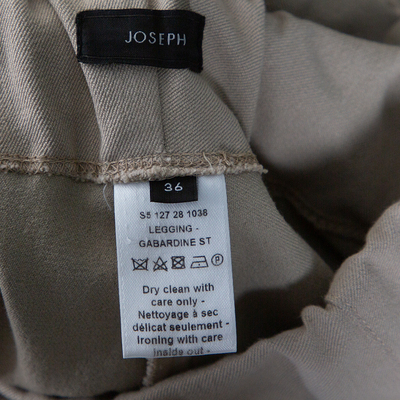 JOSEPH
36
S5 127 28 1038
LEGGING -
GABARDINE ST
Dry clean with
care only -
Nettoyage à sec
délicat seulement -
Ironing with care
inside out -